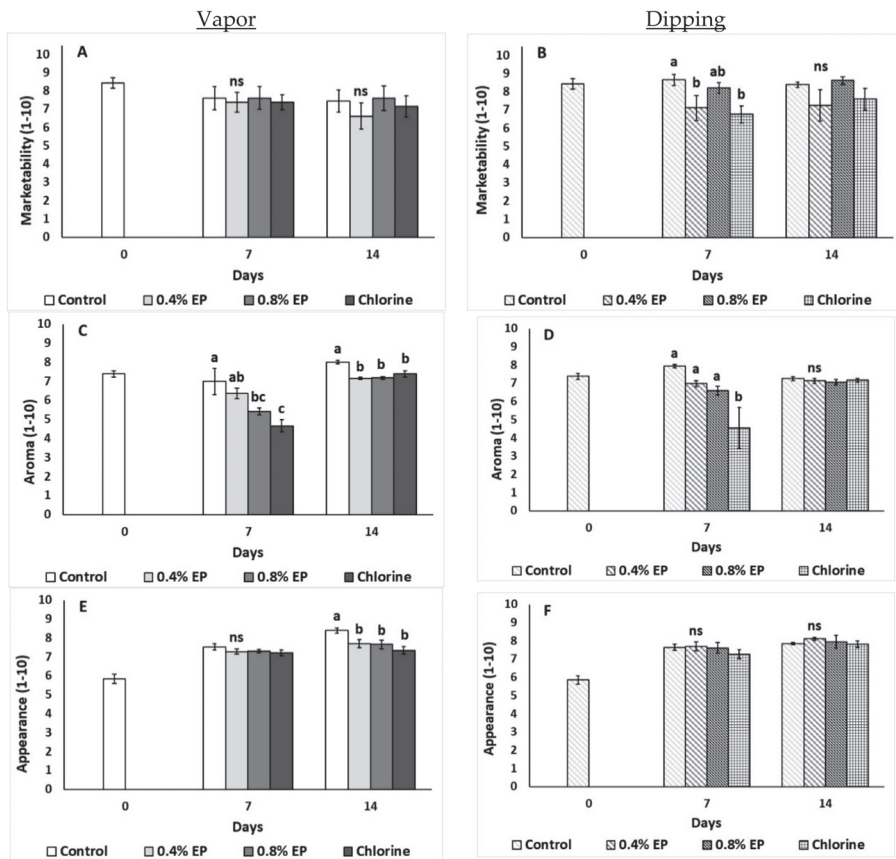 Vapor
Dipping
A
10
9
8
7
6
5
4
3
2
1
0
Marketability (1-10)
ns
ns
0
7
14
Days
Control 0.4% EP 0.8% EP Chlorine
B
10
9
8
7
6
5
4
3
2
1
0
Marketability (1-10)
a
b
ab
b
ns
0
7
14
Days
Control 0.4% EP 0.8% EP Chlorine
C
10
9
8
7
6
5
4
3
2
1
0
Aroma (1-10)
a
ab
bc
c
a
b
b
b
0
7
14
Days
Control 0.4% EP 0.8% EP Chlorine
D
10
9
8
7
6
5
4
3
2
1
0
Aroma (1-10)
a
a
a
b
ns
0
7
14
Days
Control 0.4% EP 0.8% EP Chlorine
E
10
9
8
7
6
5
4
3
2
1
0
Appearance (1-10)
ns
a
b
b
b
0
7
14
Days
Control 0.4% EP 0.8% EP Chlorine
F
10
9
8
7
6
5
4
3
2
1
0
Appearance (1-10)
ns
ns
0
7
14
Days
Control 0.4% EP 0.8% EP Chlorine